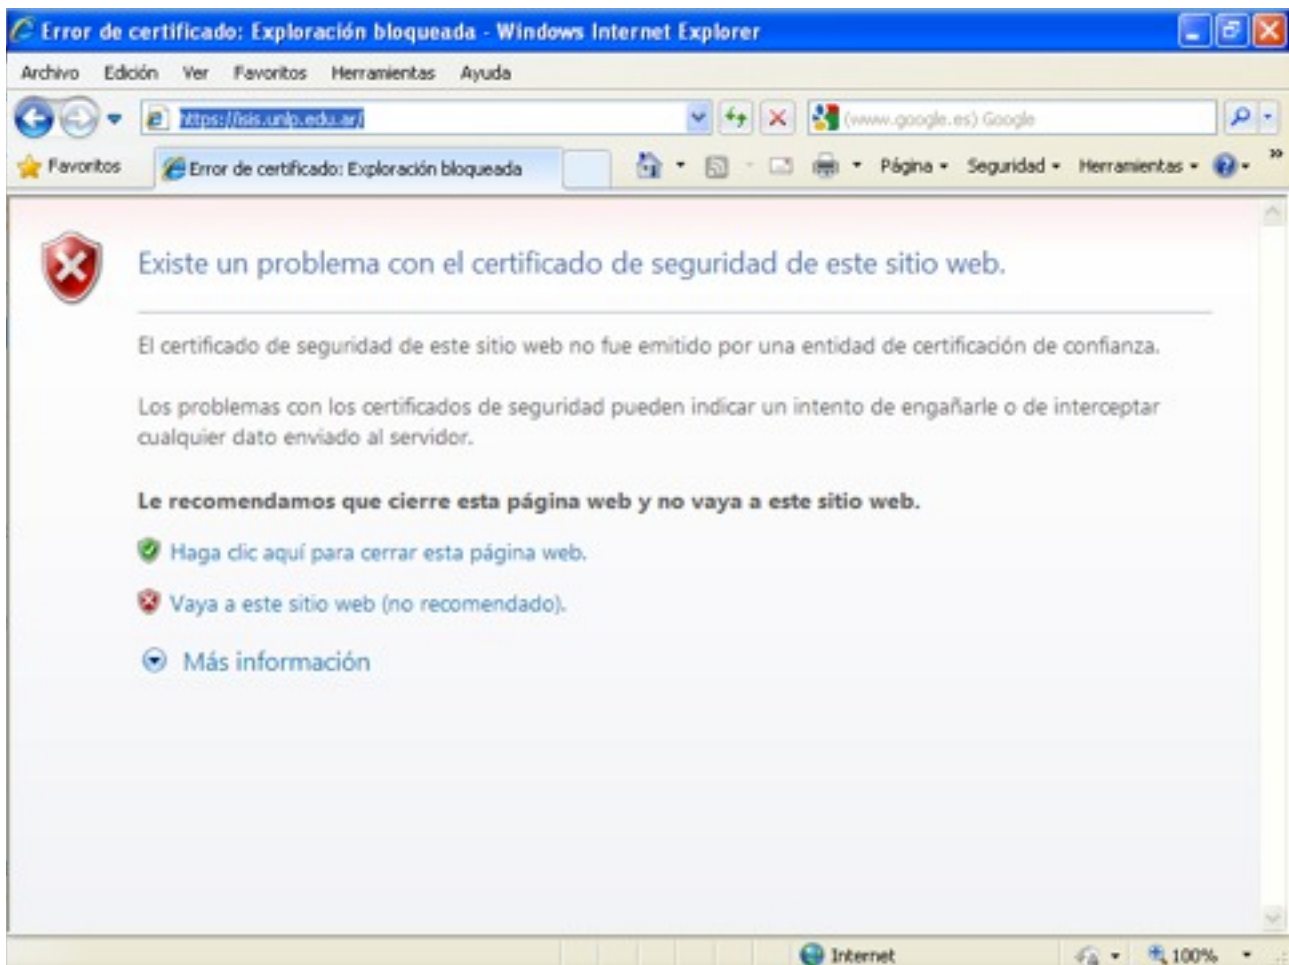 Error de certificado: Exploración bloqueada - Windows Internet Explorer
Archivo Edición Ver Favoritos Herramientas Ayuda
https://isis.unlp.edu.ar/ (www.google.es) Google
Favoritos Error de certificado: Exploración bloqueada Página Seguridad Herramientas
Existe un problema con el certificado de seguridad de este sitio web.
El certificado de seguridad de este sitio web no fue emitido por una entidad de certificación de confianza.
Los problemas con los certificados de seguridad pueden indicar un intento de engañarle o de interceptar
cualquier dato enviado al servidor.
Le recomendamos que cierre esta página web y no vaya a este sitio web.
Haga clic aquí para cerrar esta página web.
Vaya a este sitio web (no recomendado).
Más información
Internet 100%